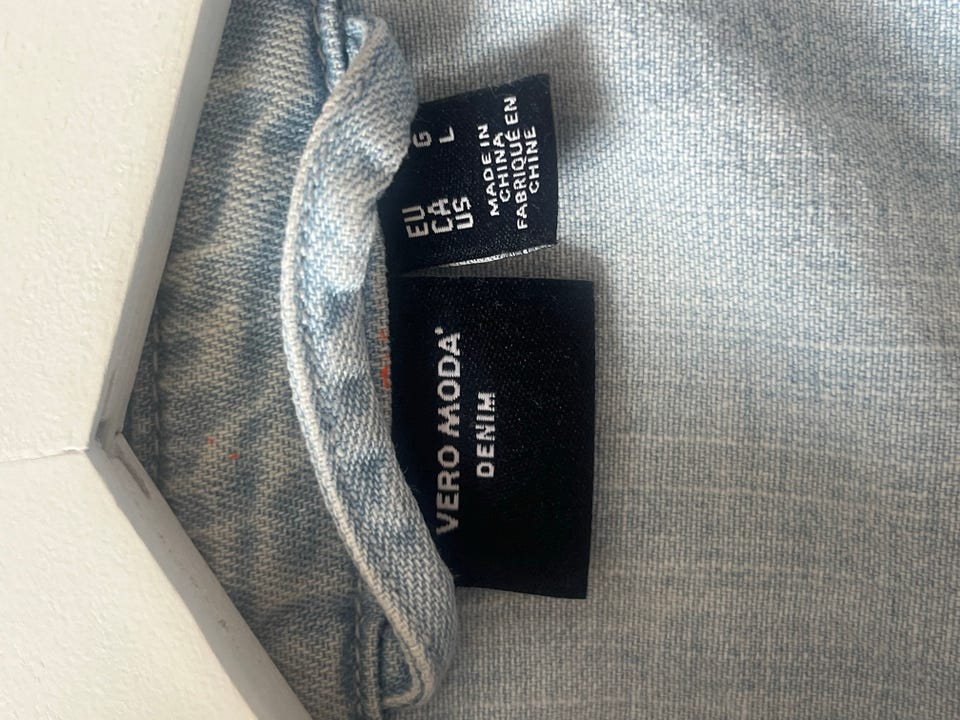 EU
CA G
US L
MADE IN
CHINA
FABRIQUÉ EN
CHINE
VERO MODA
DENIM